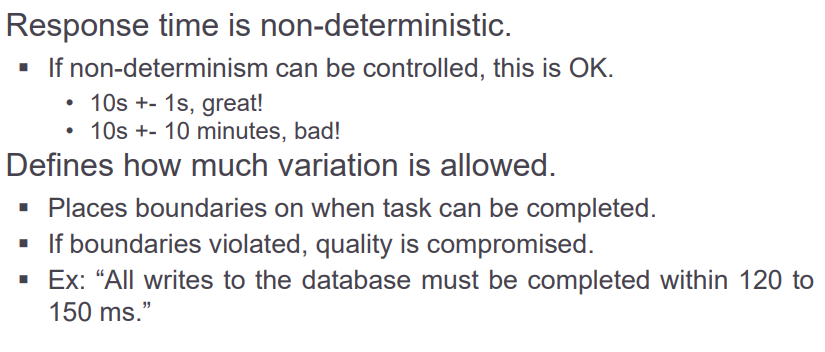 Response time is non-deterministic.
▪ If non-determinism can be controlled, this is OK.
• 10s +- 1s, great!
• 10s +- 10 minutes, bad!
Defines how much variation is allowed.
▪ Places boundaries on when task can be completed.
▪ If boundaries violated, quality is compromised.
▪ Ex: “All writes to the database must be completed within 120 to
150 ms.”